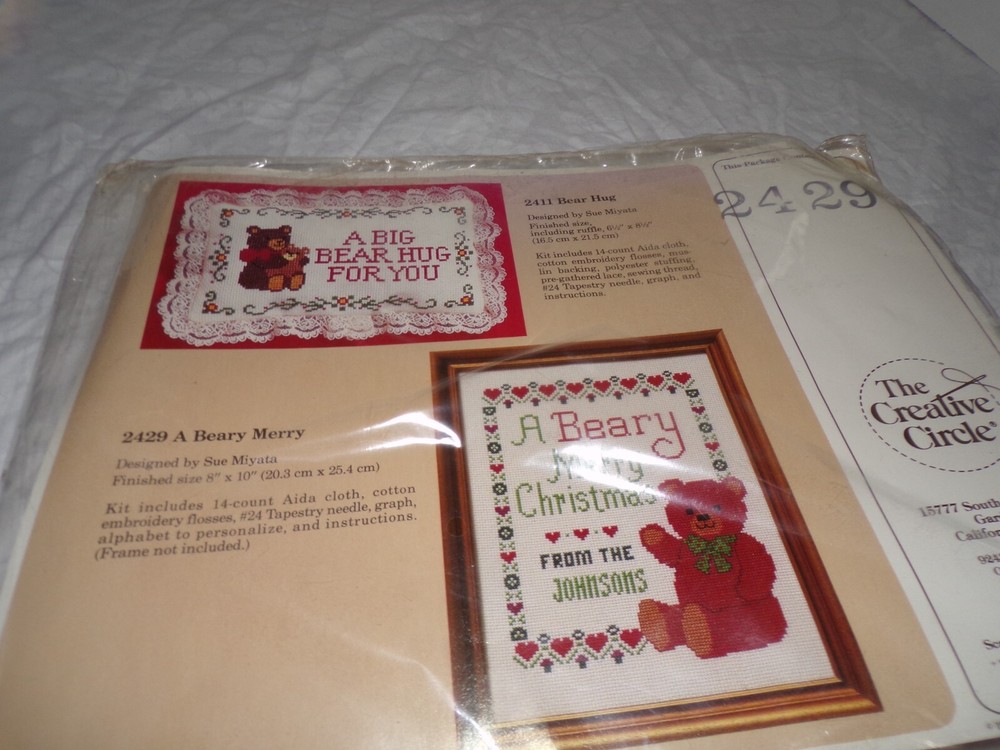 2411 Bear Hug
Designed by Sue Miyata
Finished size,
including ruffle, 6½" x 8½"
(16.5 cm x 21.5 cm)
Kit includes 14-count Aida cloth,
cotton embroidery flosses, mus-
lin backing, polyester stuffing,
pre-gathered lace, sewing thread,
#24 Tapestry needle, graph, and
instructions.
A BIG
BEAR HUG
FOR YOU
2429 A Beary Merry
Designed by Sue Miyata
Finished size 8" x 10" (20.3 cm x 25.4 cm)
Kit includes 14-count Aida cloth, cotton
embroidery flosses, #24 Tapestry needle, graph,
alphabet to personalize, and instructions.
(Frame not included.)
A Beary
Merry
Christmas
FROM THE
JOHNSONS
This Package
2429
The
Creative
Circle®
15777 South